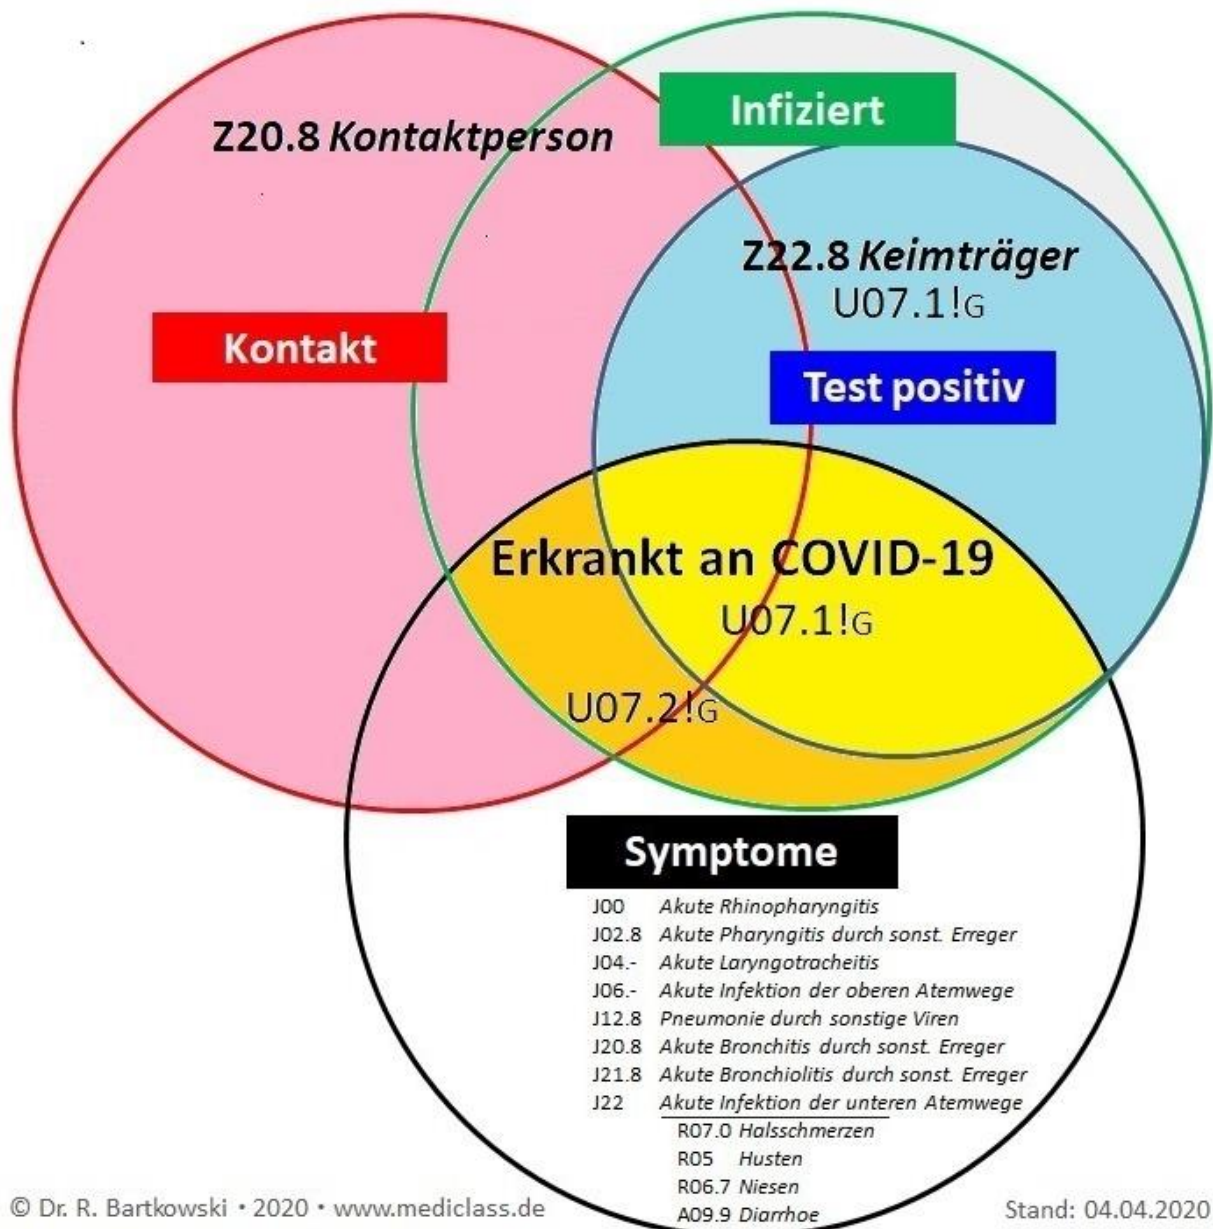 Infiziert
Z20.8 Kontaktperson
Z22.8 Keimträger
U07.1!G
Kontakt
Test positiv
Erkrankt an COVID-19
U07.1!G
U07.2!G
Symptome
J00 Akute Rhinopharyngitis
J02.8 Akute Pharyngitis durch sonst. Erreger
J04.- Akute Laryngotracheitis
J06.- Akute Infektion der oberen Atemwege
J12.8 Pneumonie durch sonstige Viren
J20.8 Akute Bronchitis durch sonst. Erreger
J21.8 Akute Bronchiolitis durch sonst. Erreger
J22 Akute Infektion der unteren Atemwege
R07.0 Halsschmerzen
R05 Husten
R06.7 Niesen
A09.9 Diarrhoe
© Dr. R. Bartkowski • 2020 • www.mediclass.de
Stand: 04.04.2020